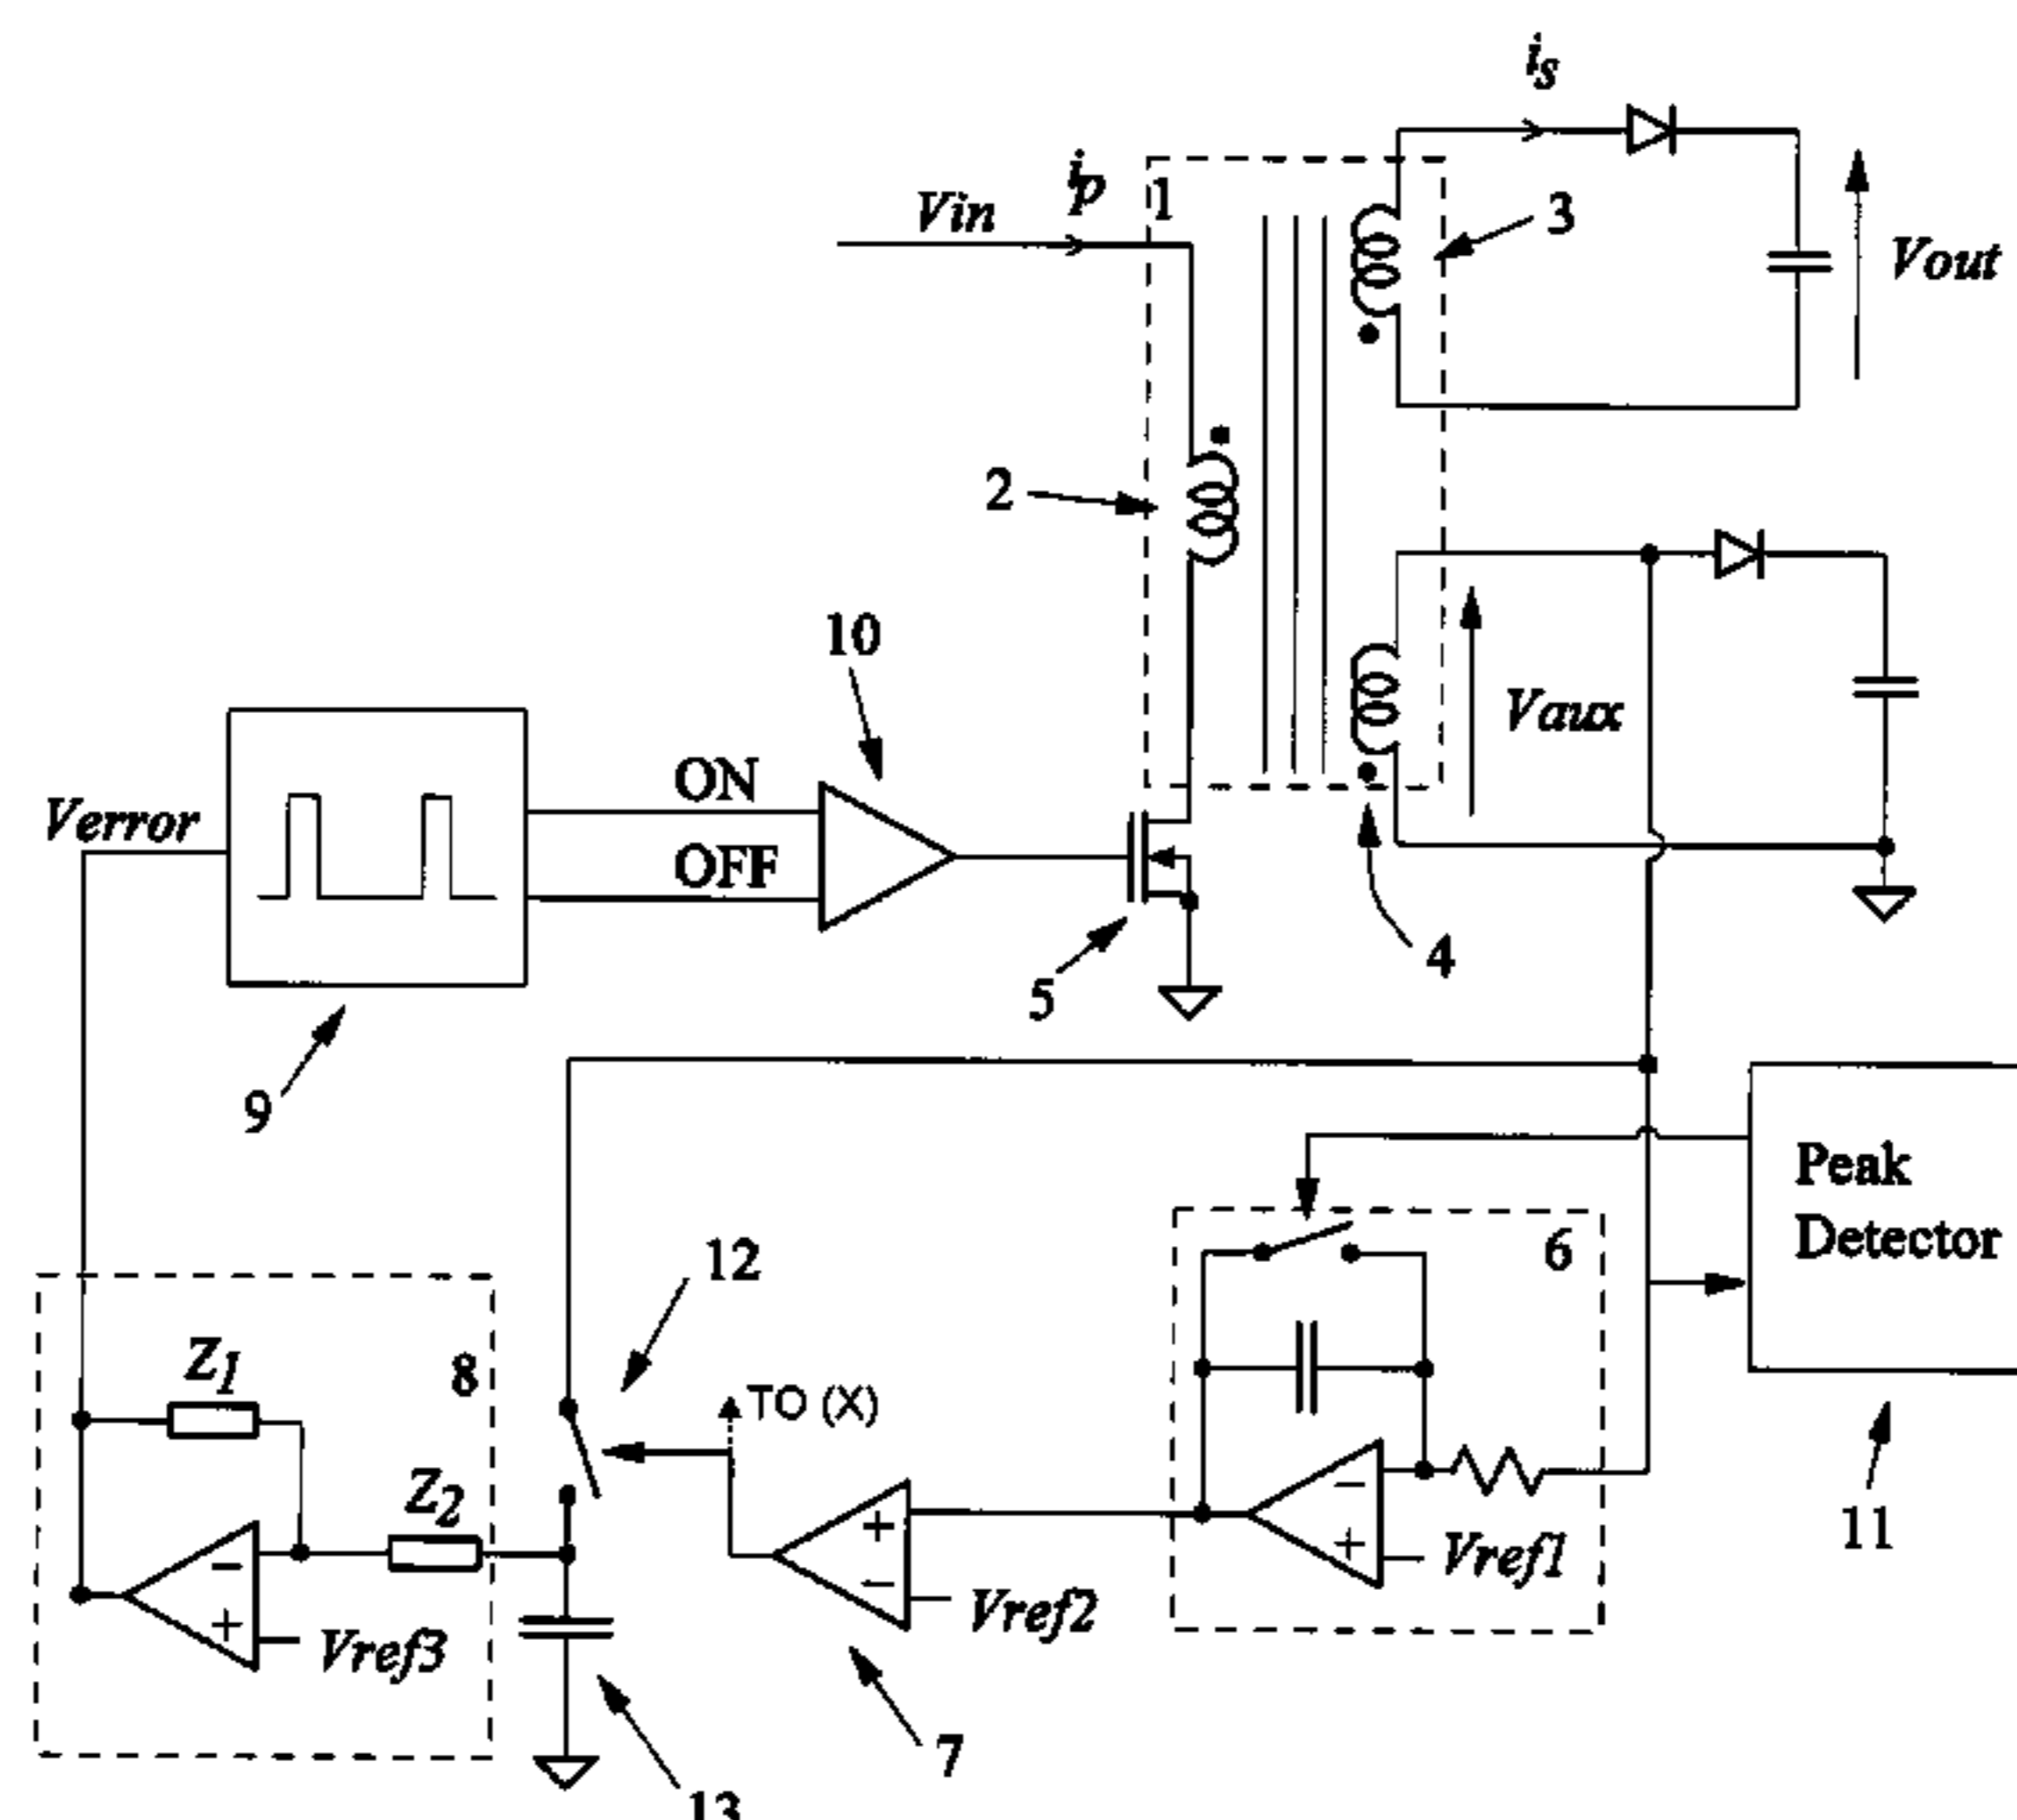 is
ip
1
Vin
3
Vout
2
10
Vaux
ON
Verror
OFF
4
5
9
Peak
Detector
12
6
Z1
8
TO (X)
Z2
-
+
Vref1
11
+
-
Vref2
-
+
Vref3
7
13